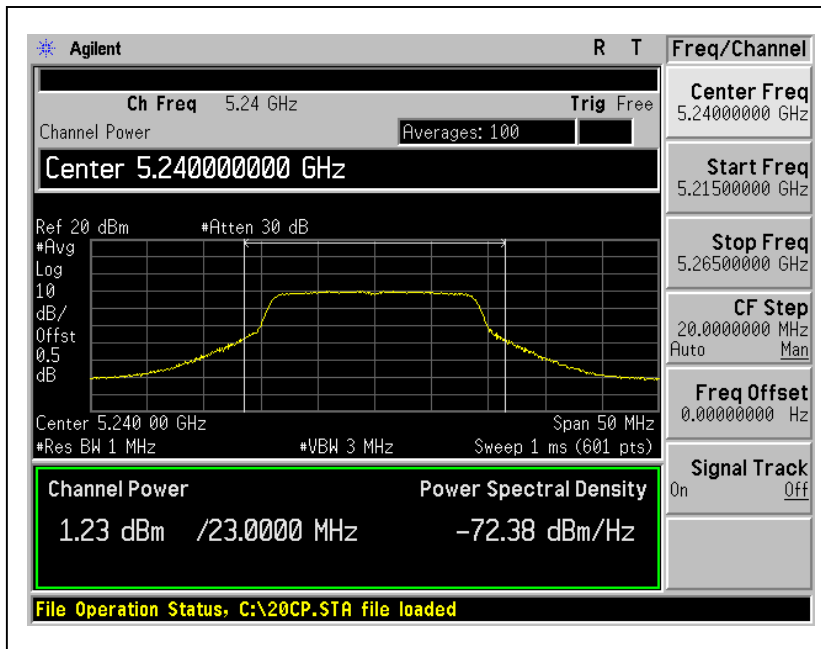 Agilent R T
Ch Freq 5.24 GHz Trig Free
Channel Power Averages: 100
Center 5.240000000 GHz
Ref 20 dBm #Atten 30 dB
#Avg
Log
10
dB/
Offst
0.5
dB
Center 5.240 00 GHz Span 50 MHz
#Res BW 1 MHz #VBW 3 MHz Sweep 1 ms (601 pts)
Channel Power Power Spectral Density
1.23 dBm /23.0000 MHz -72.38 dBm/Hz
File Operation Status, C:\20CP.STA file loaded
Freq/Channel
Center Freq
5.24000000 GHz
Start Freq
5.21500000 GHz
Stop Freq
5.26500000 GHz
CF Step
20.0000000 MHz
Auto Man
Freq Offset
0.00000000 Hz
Signal Track
On Off